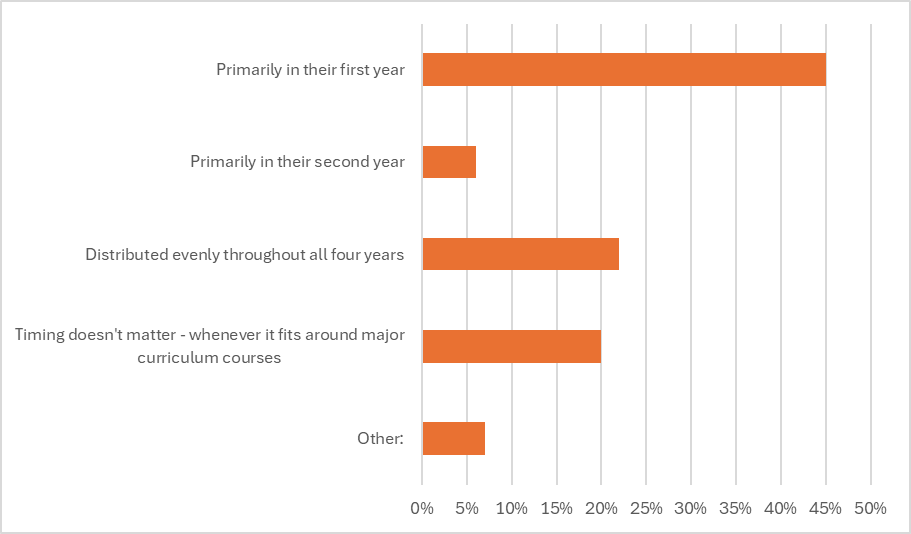 Primarily in their first year
Primarily in their second year
Distributed evenly throughout all four years
Timing doesn't matter - whenever it fits around major
curriculum courses
Other:
0% 5% 10% 15% 20% 25% 30% 35% 40% 45% 50%